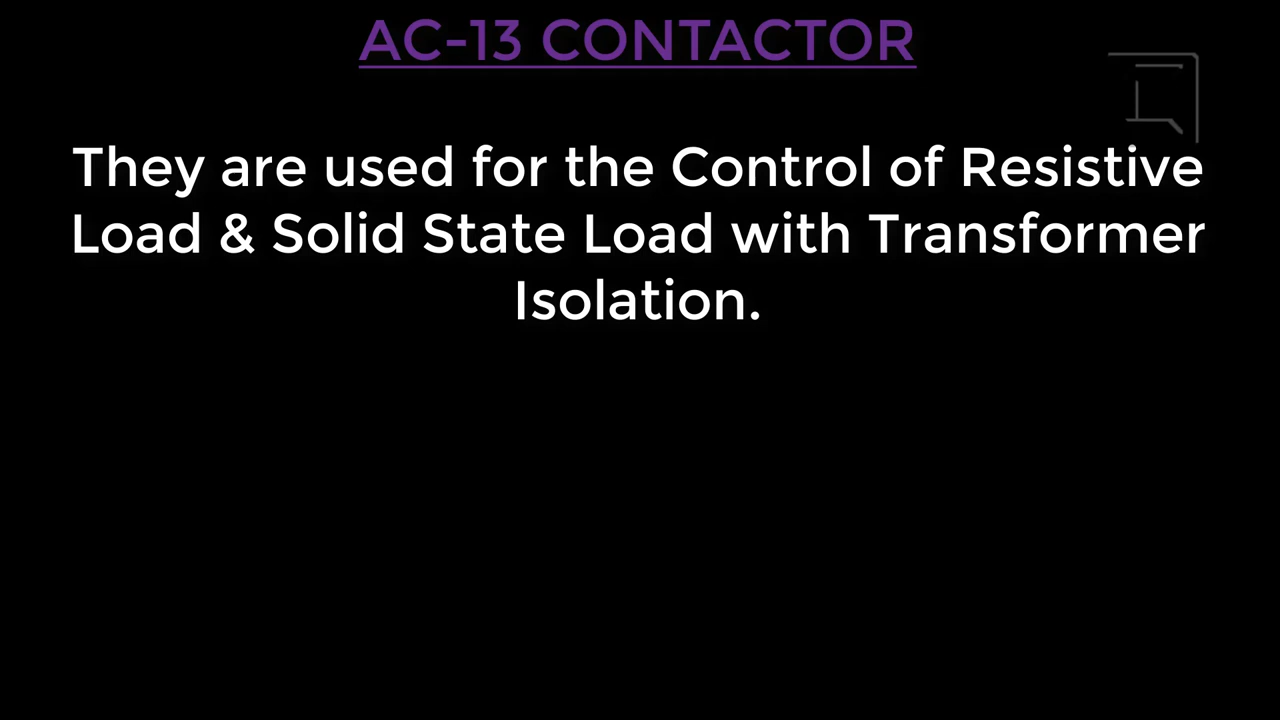 AC-13 CONTACTOR
They are used for the Control of Resistive
Load & Solid State Load with Transformer
Isolation.